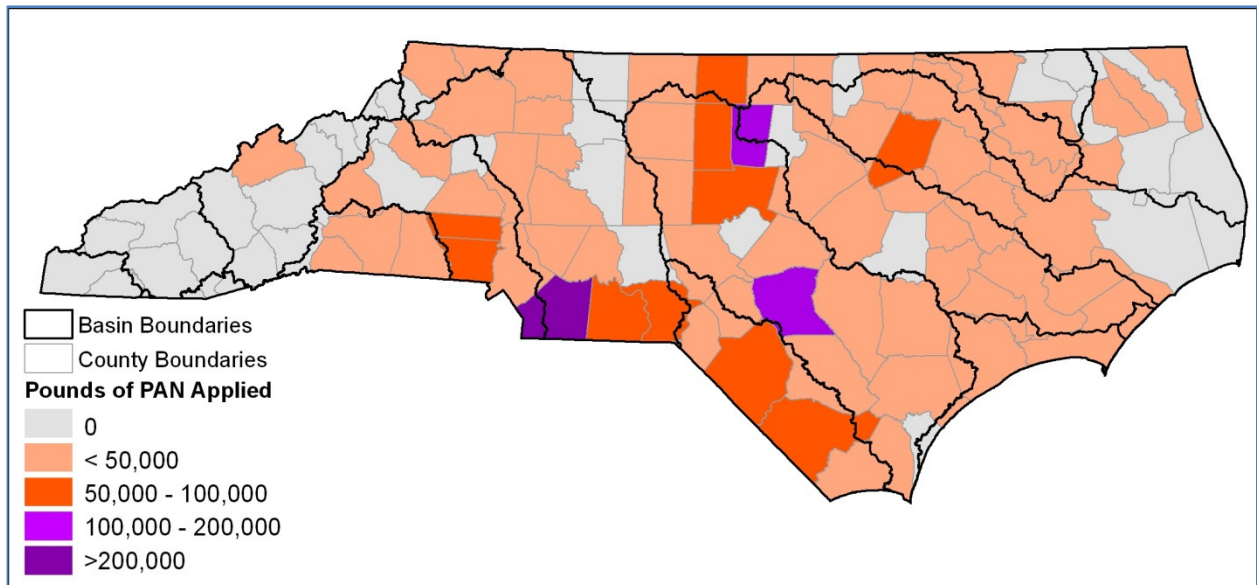 Basin Boundaries
County Boundaries
Pounds of PAN Applied
0
< 50,000
50,000 - 100,000
100,000 - 200,000
>200,000